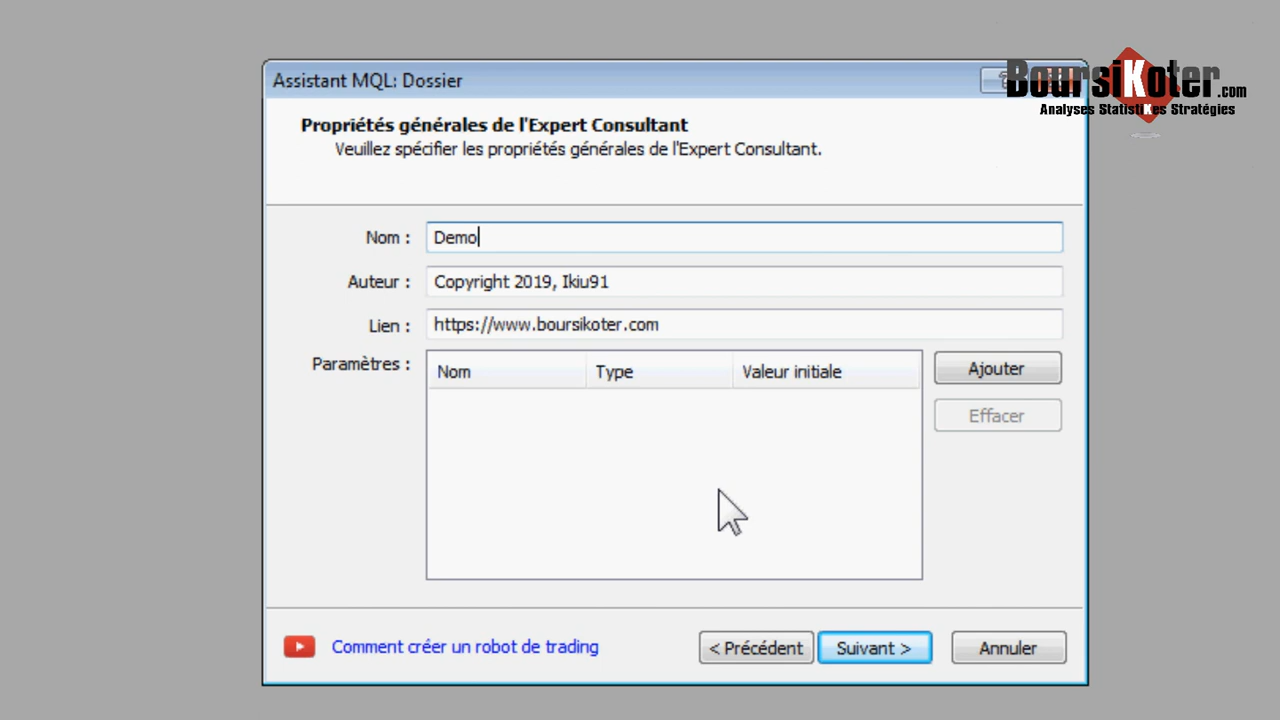 Assistant MQL: Dossier
BoursiKoter.com
Analyses StatistiKes Stratégies
Propriétés générales de l'Expert Consultant
Veuillez spécifier les propriétés générales de l'Expert Consultant.
Nom : Demo
Auteur : Copyright 2019, Ikiu91
Lien : https://www.boursikoter.com
Paramètres : Nom Type Valeur initiale Ajouter
Effacer
Comment créer un robot de trading < Précédent Suivant > Annuler